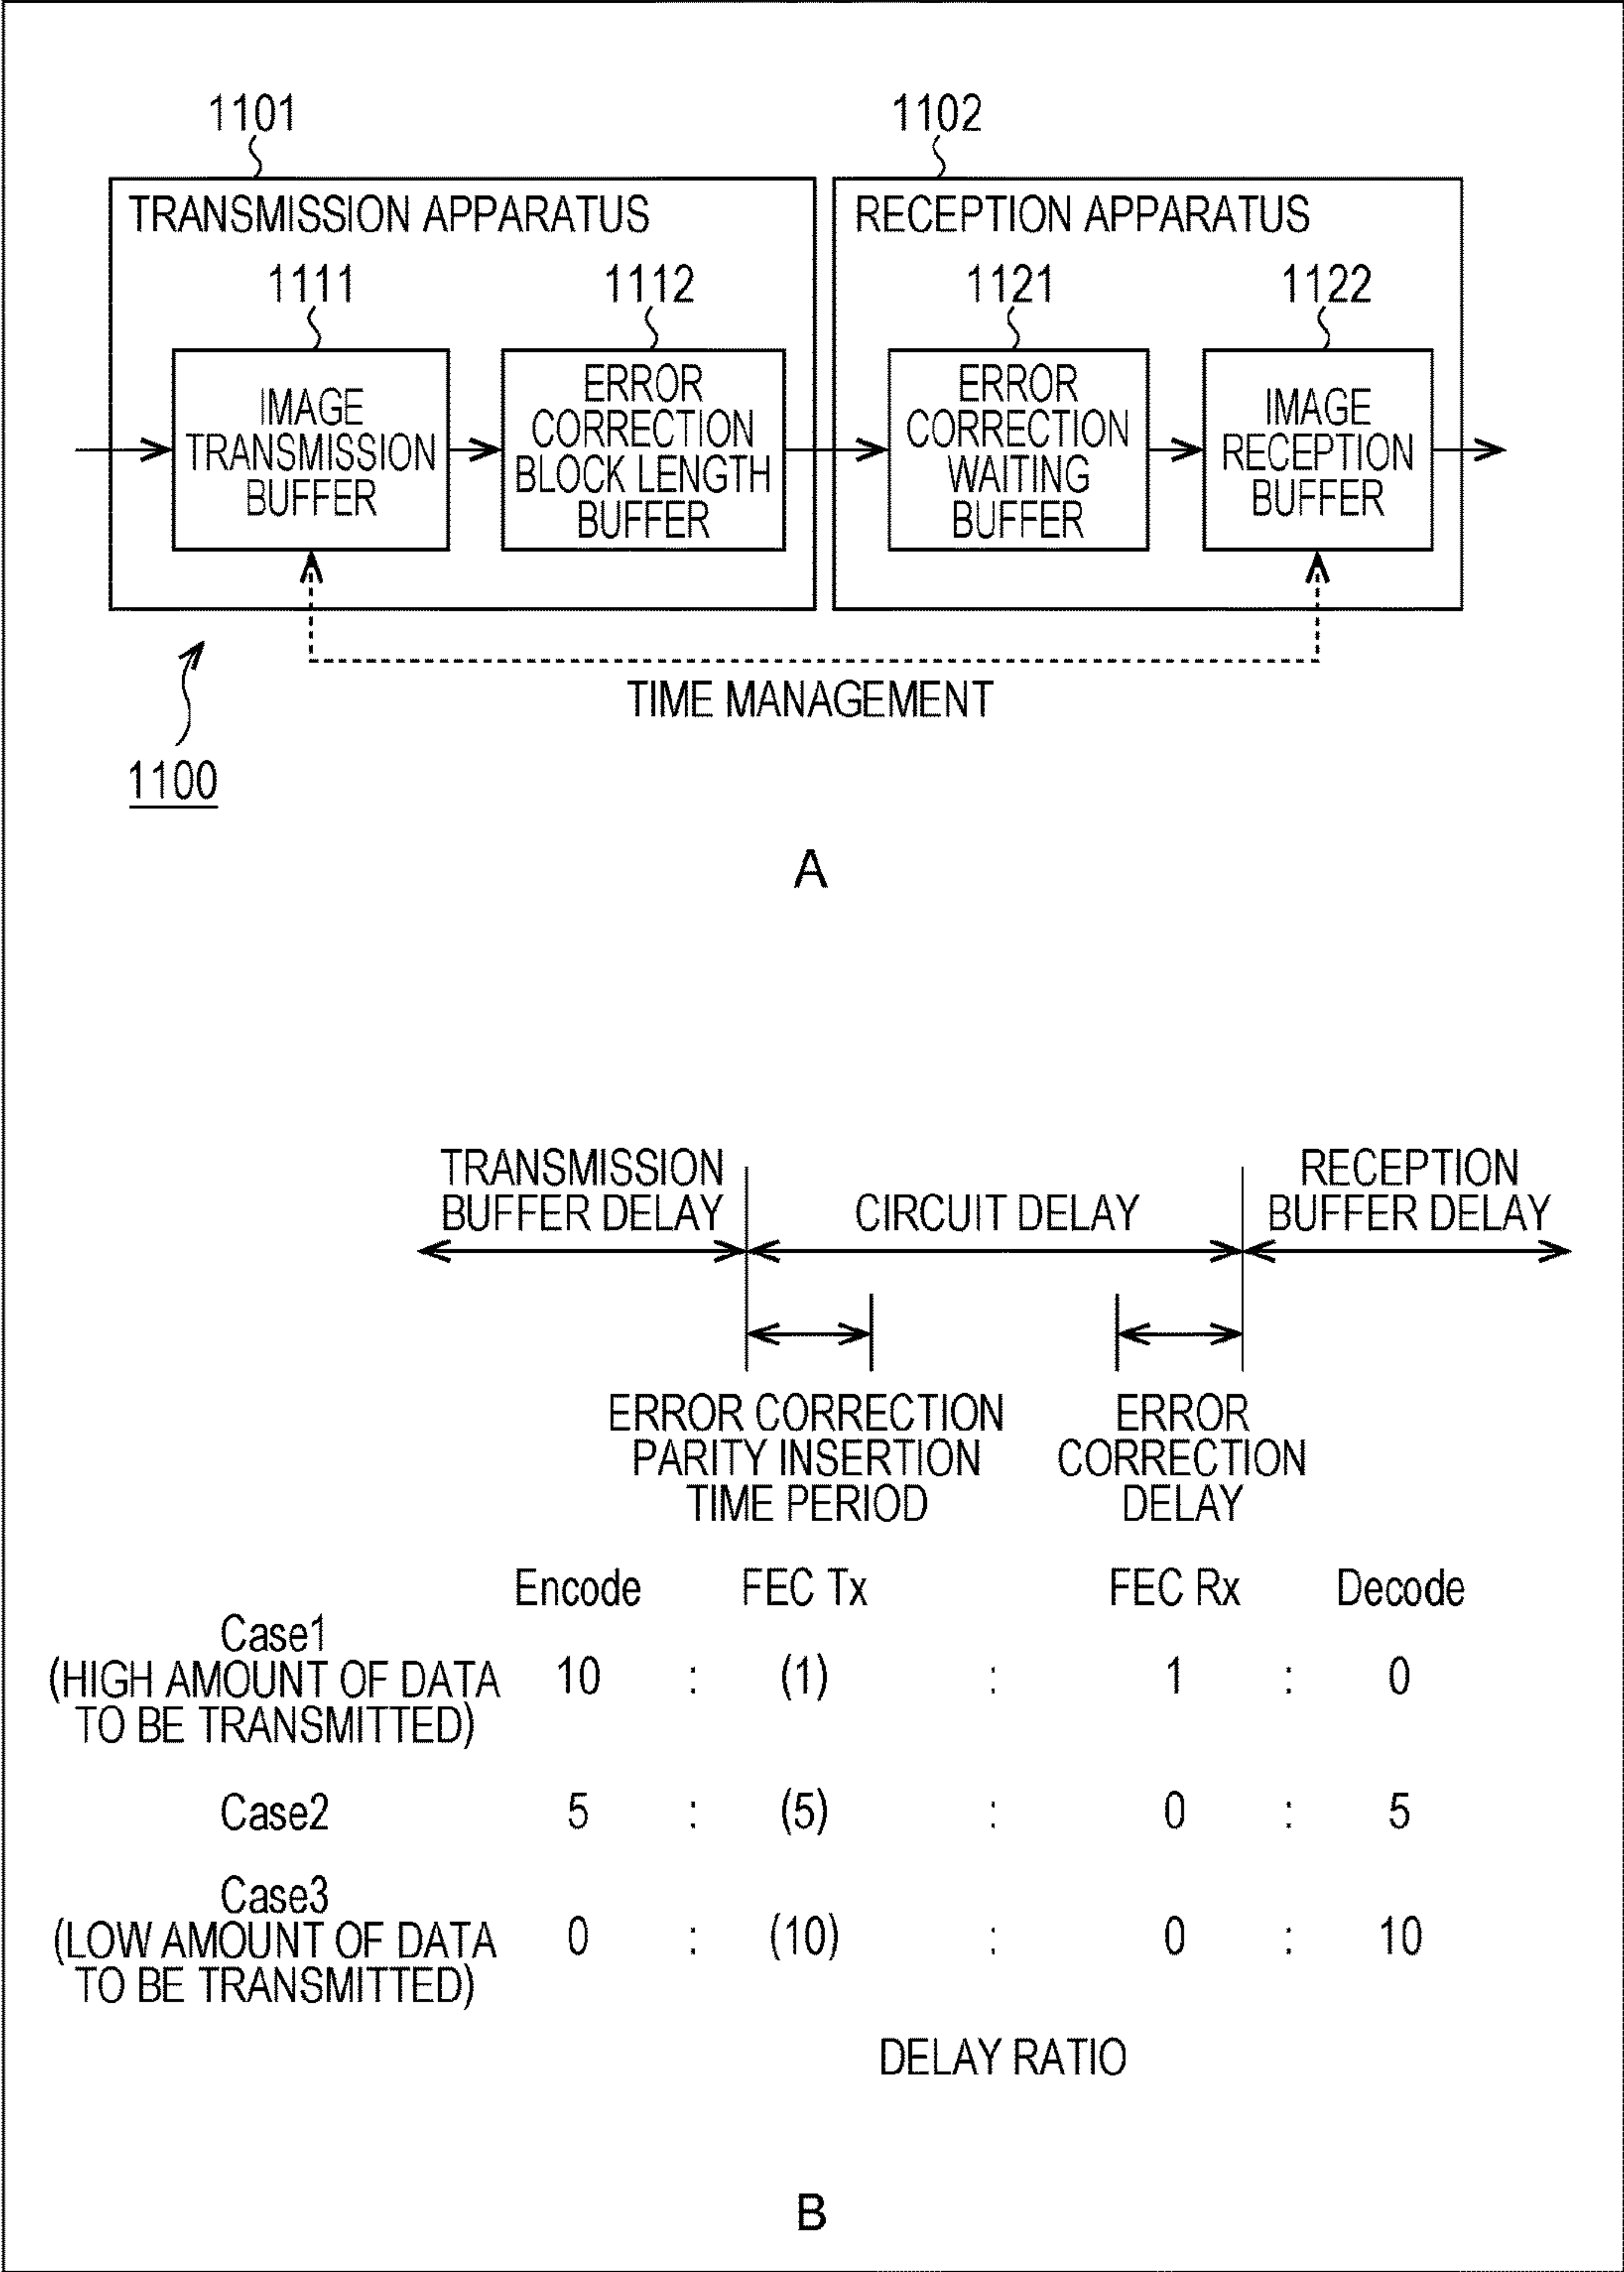 1101
1102
TRANSMISSION APPARATUS
RECEPTION APPARATUS
1111
1112
1121
1122
IMAGE
TRANSMISSION
BUFFER
ERROR
CORRECTION
BLOCK LENGTH
BUFFER
ERROR
CORRECTION
WAITING
BUFFER
IMAGE
RECEPTION
BUFFER
TIME MANAGEMENT
1100
A
TRANSMISSION
BUFFER DELAY
CIRCUIT DELAY
RECEPTION
BUFFER DELAY
ERROR CORRECTION
PARITY INSERTION
TIME PERIOD
ERROR
CORRECTION
DELAY
Encode FEC Tx FEC Rx Decode
Case1
(HIGH AMOUNT OF DATA
TO BE TRANSMITTED)
10 : (1) : 1 : 0
Case2 5 : (5) : 0 : 5
Case3
(LOW AMOUNT OF DATA
TO BE TRANSMITTED)
0 : (10) : 0 : 10
DELAY RATIO
B